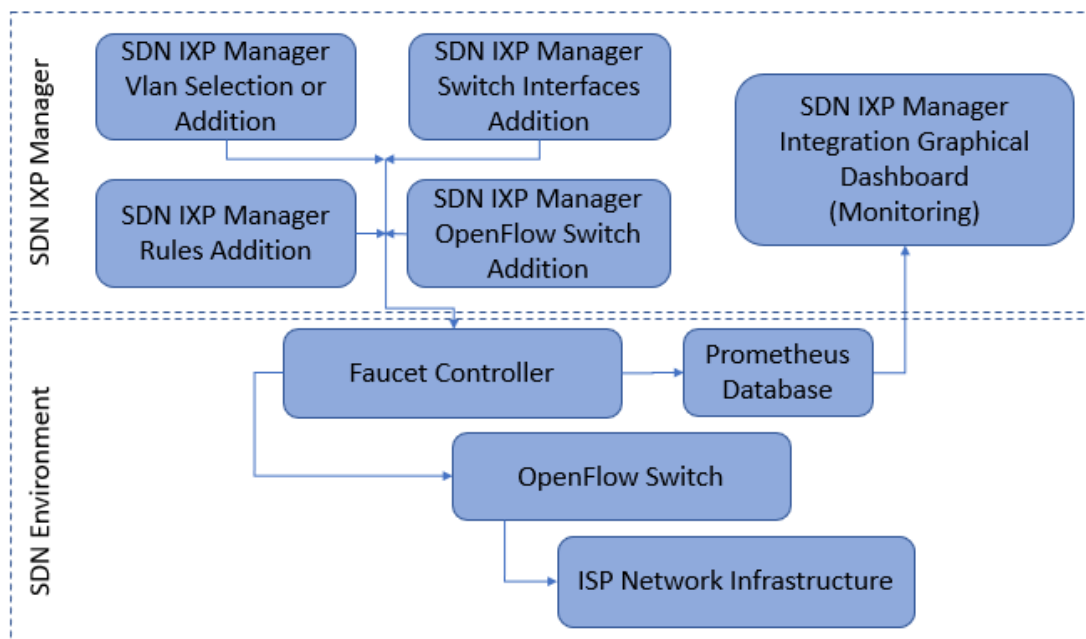 SDN IXP Manager
SDN IXP Manager
Vlan Selection or
Addition
SDN IXP Manager
Switch Interfaces
Addition
SDN IXP Manager
Integration Graphical
Dashboard
(Monitoring)
SDN IXP Manager
Rules Addition
SDN IXP Manager
OpenFlow Switch
Addition
SDN Environment
Faucet Controller
Prometheus
Database
OpenFlow Switch
ISP Network Infrastructure